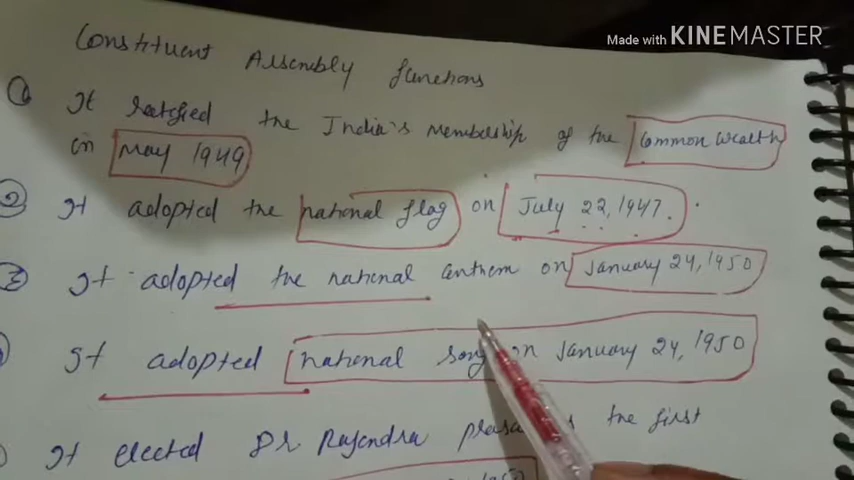 Made with KINEMASTER
Constituent Assembly functions
① It ratified the India's membership of the Common Wealth
in May 1949
② It adopted the national flag on July 22, 1947.
③ It adopted the national anthem on January 24, 1950
It adopted national song on January 24, 1950
It elected Dr Rajendra the first